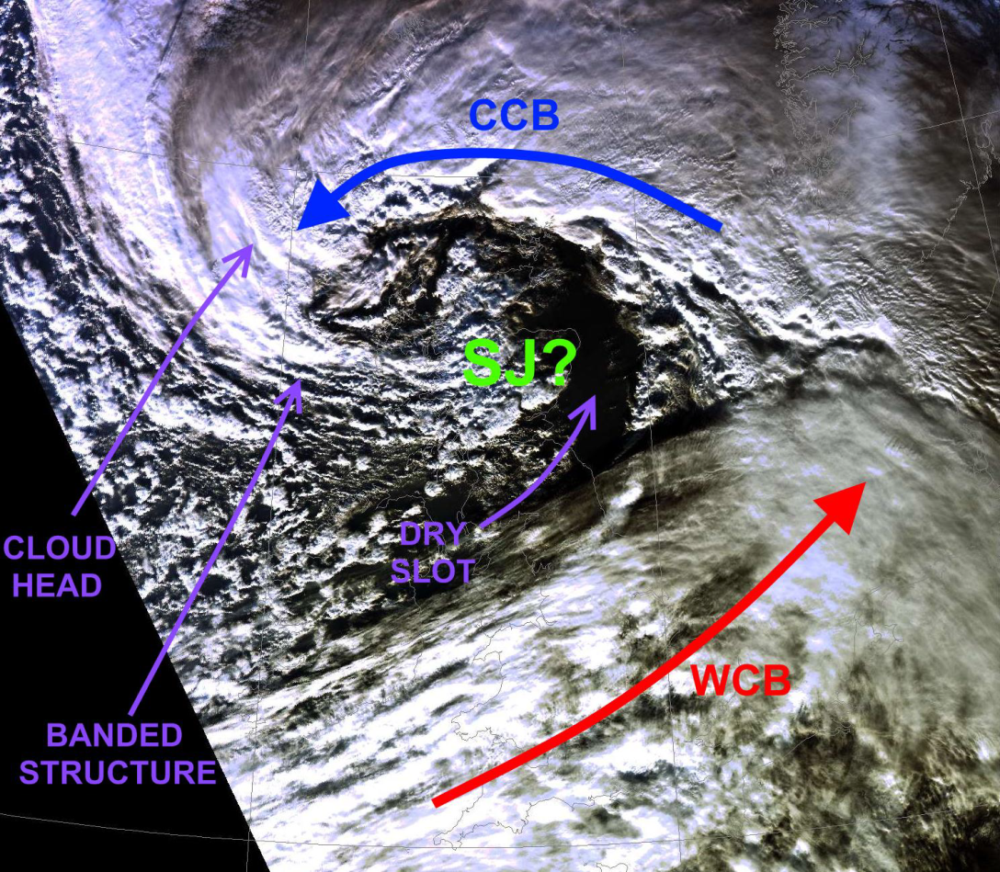 CCB
SJ?
CLOUD
HEAD
DRY
SLOT
WCB
BANDED
STRUCTURE